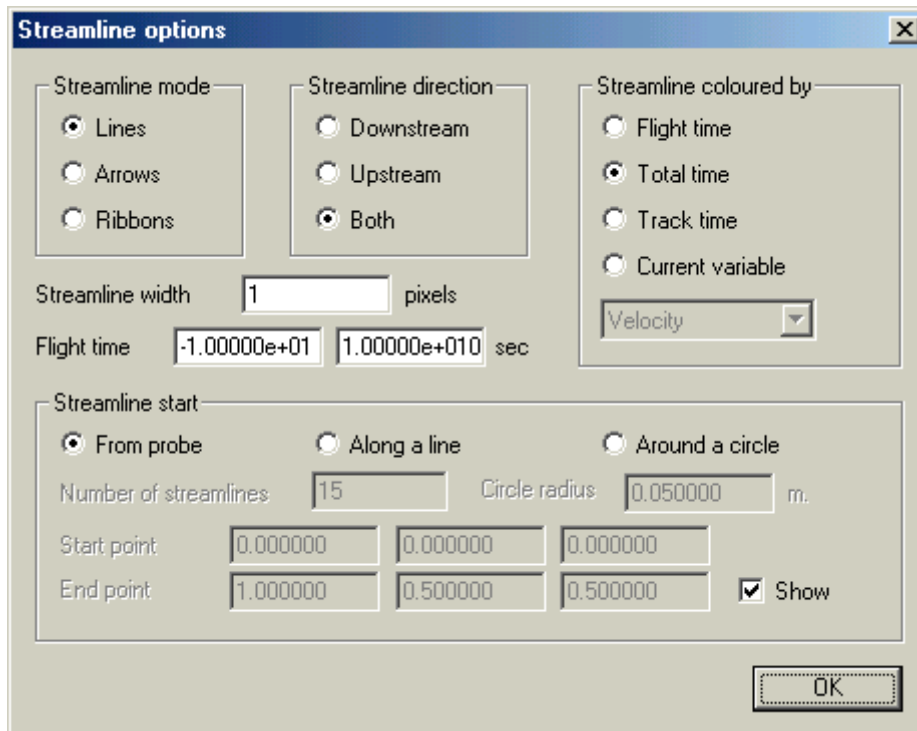 Streamline options
Streamline mode
Lines
Arrows
Ribbons
Streamline direction
Downstream
Upstream
Both
Streamline coloured by
Flight time
Total time
Track time
Current variable
Velocity
Streamline width 1 pixels
Flight time -1.00000e+01 1.00000e+010 sec
Streamline start
From probe Along a line Around a circle
Number of streamlines 15 Circle radius 0.050000 m.
Start point 0.000000 0.000000 0.000000
End point 1.000000 0.500000 0.500000 Show
OK